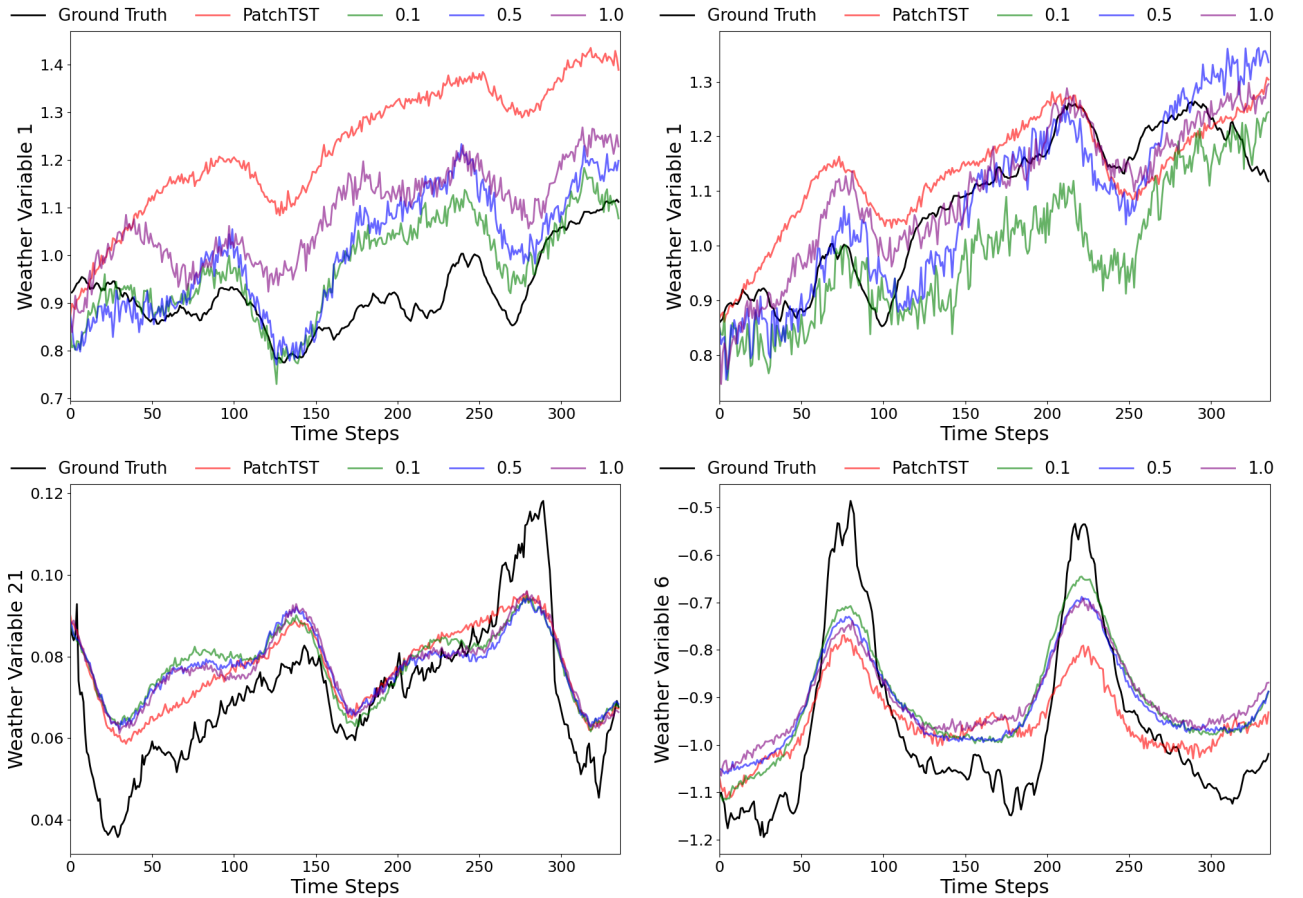 Ground Truth PatchTST 0.1 0.5 1.0
Weather Variable 1
1.4
1.3
1.2
1.1
1.0
0.9
0.8
0.7
0 50 100 150 200 250 300
Time Steps
Ground Truth PatchTST 0.1 0.5 1.0
Weather Variable 1
1.3
1.2
1.1
1.0
0.9
0.8
0 50 100 150 200 250 300
Time Steps
Ground Truth PatchTST 0.1 0.5 1.0
Weather Variable 21
0.12
0.10
0.08
0.06
0.04
0 50 100 150 200 250 300
Time Steps
Ground Truth PatchTST 0.1 0.5 1.0
Weather Variable 6
−0.5
−0.6
−0.7
−0.8
−0.9
−1.0
−1.1
−1.2
0 50 100 150 200 250 300
Time Steps